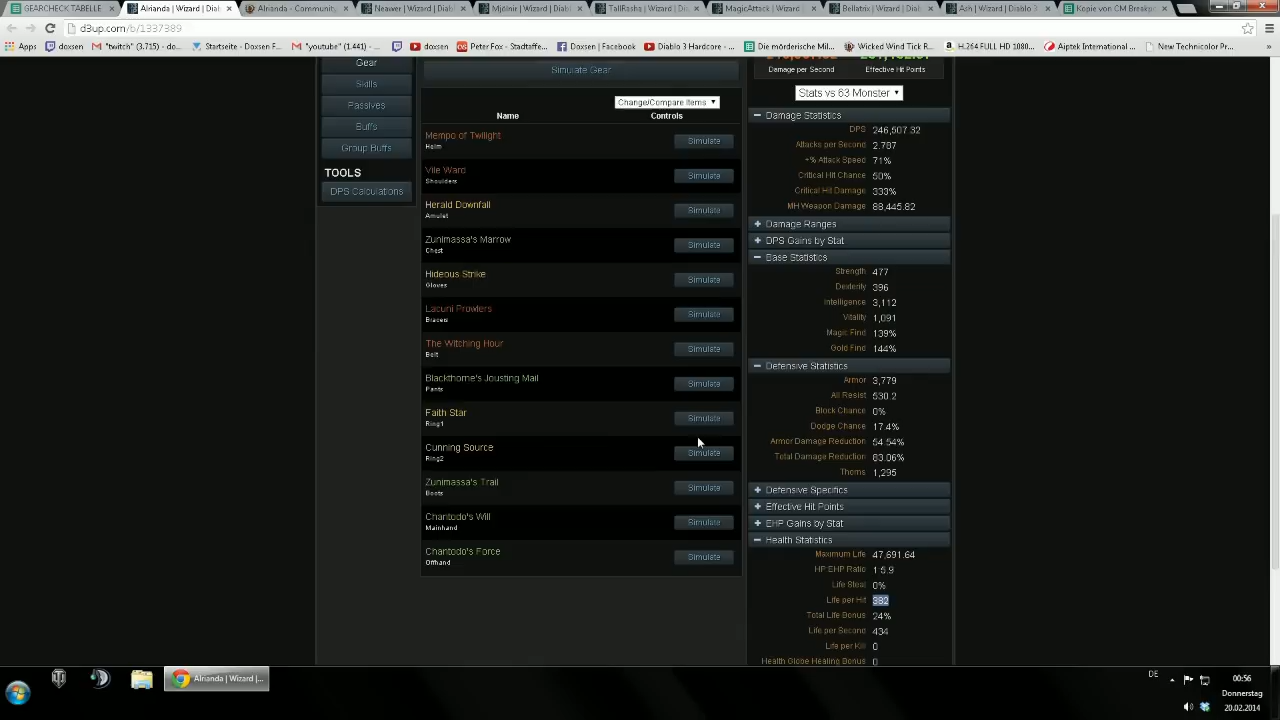 GEARCHECK TABELLE
Alrianda | Wizard | Dia
Alrianda - Community
Neaver | Wizard | Di
Mjölnir | Wizard | Dia
TallRasha | Wizard |
MagicAttack | Wizard
Bellatix | Wizard | Di
Ash | Wizard | Diablo 3
Kopie von CM Breakp
d3up.com/b/1337389
Apps
doxsen
"twitch" (3.715) - do
Startseite - Doxsen F
"youtube" (1.441) -
doxsen
Peter Fox - Stadtaffe
Doxsen | Facebook
Diablo 3 Hardcore -
Die mörderische Mil
Wicked Wind Tick R
H.264 FULL HD 1080
Aiptek International
New Technicolor Pr
Gear
Skills
Passives
Buffs
Group Buffs
TOOLS
DPS Calculations
Simulate Gear
Change/Compare Items
Name
Controls
Mempo of Twilight
Helm
Simulate
Vile Ward
Shoulders
Simulate
Herald Downfall
Amulet
Simulate
Zunimassa's Marrow
Chest
Simulate
Hideous Strike
Gloves
Simulate
Lacuni Prowlers
Bracers
Simulate
The Witching Hour
Belt
Simulate
Blackthorne's Jousting Mail
Pants
Simulate
Faith Star
Ring1
Simulate
Cunning Source
Ring2
Simulate
Zunimassa's Trail
Boots
Simulate
Chantodo's Will
Mainhand
Simulate
Chantodo's Force
Offhand
Simulate
Damage per Second
Effective Hit Points
Stats vs 63 Monster
Damage Statistics
DPS 246,507.32
Attacks per Second 2.787
+% Attack Speed 71%
Critical Hit Chance 50%
Critical Hit Damage 333%
MH Weapon Damage 88,445.82
Damage Ranges
DPS Gains by Stat
Base Statistics
Strength 477
Dexterity 396
Intelligence 3,112
Vitality 1,091
Magic Find 139%
Gold Find 144%
Defensive Statistics
Armor 3,779
All Resist 530.2
Block Chance 0%
Dodge Chance 17.4%
Armor Damage Reduction 54.54%
Total Damage Reduction 83.06%
Thorns 1,295
Defensive Specifics
Effective Hit Points
EHP Gains by Stat
Health Statistics
Maximum Life 47,691.64
HP:EHP Ratio 1:5.9
Life Steal 0%
Life per Hit 382
Total Life Bonus 24%
Life per Second 434
Life per Kill 0
Health Globe Healing Bonus 0
Alrianda | Wizard |...
DE
00:56
Donnerstag
20.02.2014